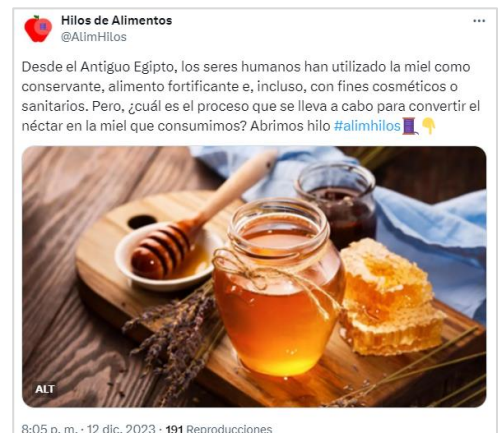 Hilos de Alimentos
@AlimHilos
Desde el Antiguo Egipto, los seres humanos han utilizado la miel como
conservante, alimento fortificante e, incluso, con fines cosméticos o
sanitarios. Pero, ¿cuál es el proceso que se lleva a cabo para convertir el
néctar en la miel que consumimos? Abrimos hilo #alimhilos🧵👇
ALT
8:05 p. m. · 12 dic. 2023 · 191 Reproducciones